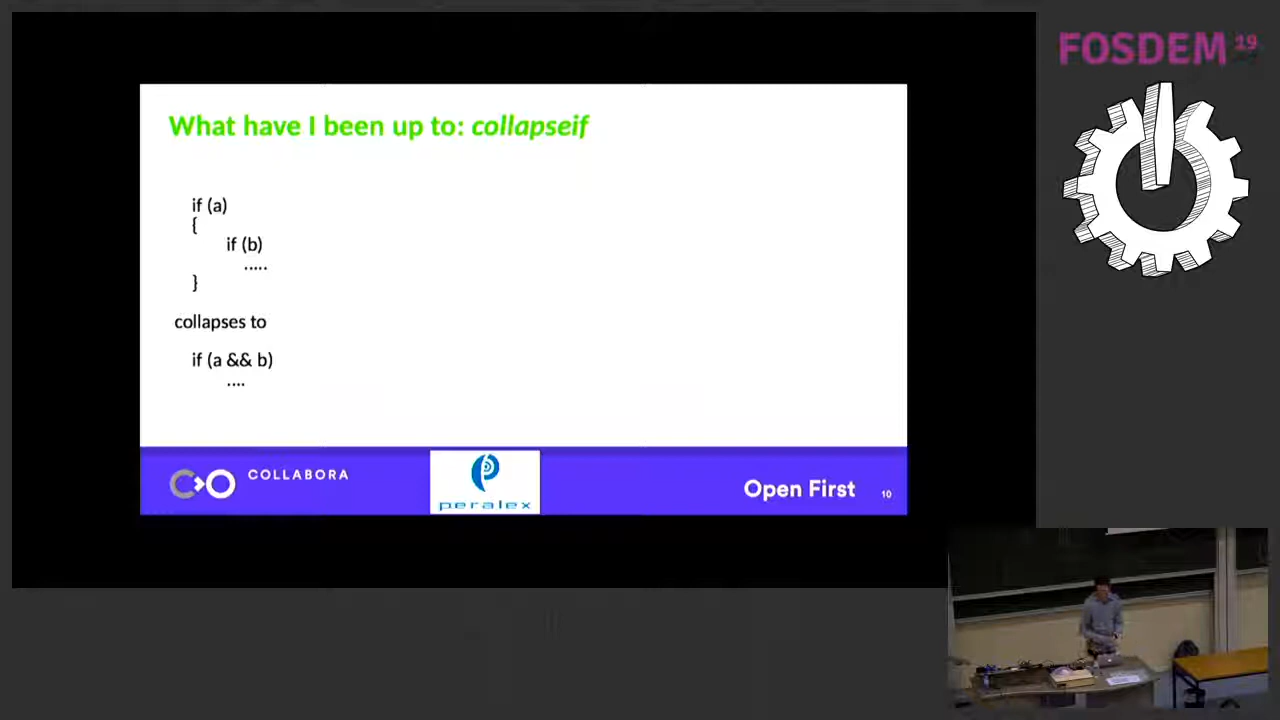 FOSDEM 19
What have I been up to: collapseif
if (a)
{
if (b)
.....
}
collapses to
if (a && b)
....
COLLABORA
peralex
Open First
10